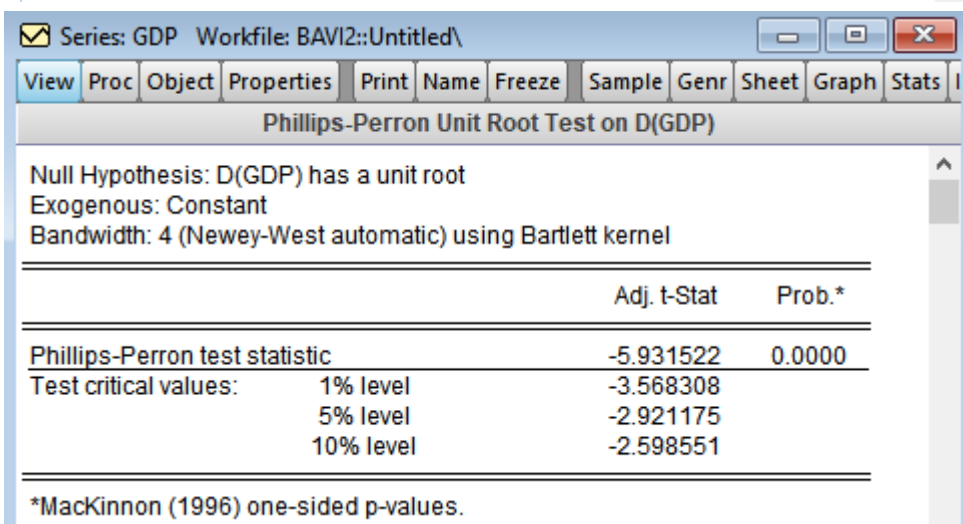 Series: GDP Workfile: BAVI2::Untitled\
View Proc Object Properties Print Name Freeze Sample Genr Sheet Graph Stats
Phillips-Perron Unit Root Test on D(GDP)
Null Hypothesis: D(GDP) has a unit root
Exogenous: Constant
Bandwidth: 4 (Newey-West automatic) using Bartlett kernel
Adj. t-Stat Prob.*
Phillips-Perron test statistic -5.931522 0.0000
Test critical values: 1% level -3.568308
5% level -2.921175
10% level -2.598551
*MacKinnon (1996) one-sided p-values.